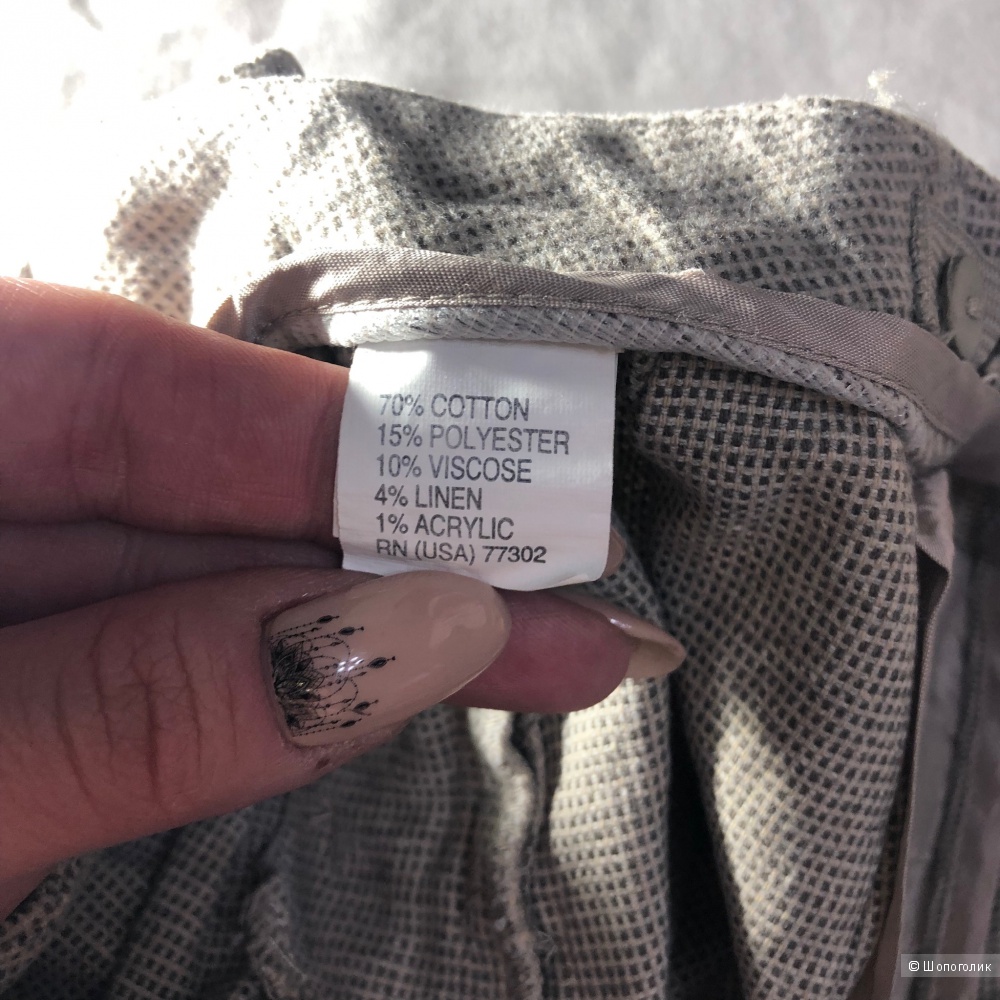 70% COTTON
15% POLYESTER
10% VISCOSE
4% LINEN
1% ACRYLIC
RN (USA) 77302
© Шопоголик